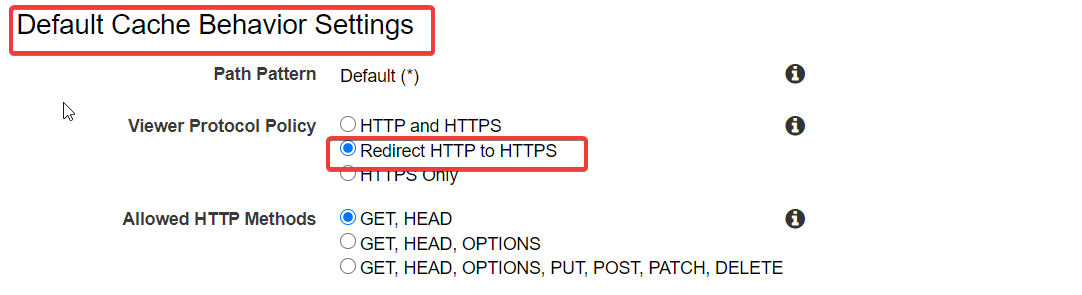 Default Cache Behavior Settings
Path Pattern Default (*)
Viewer Protocol Policy HTTP and HTTPS
Redirect HTTP to HTTPS
HTTPS Only
Allowed HTTP Methods GET, HEAD
GET, HEAD, OPTIONS
GET, HEAD, OPTIONS, PUT, POST, PATCH, DELETE